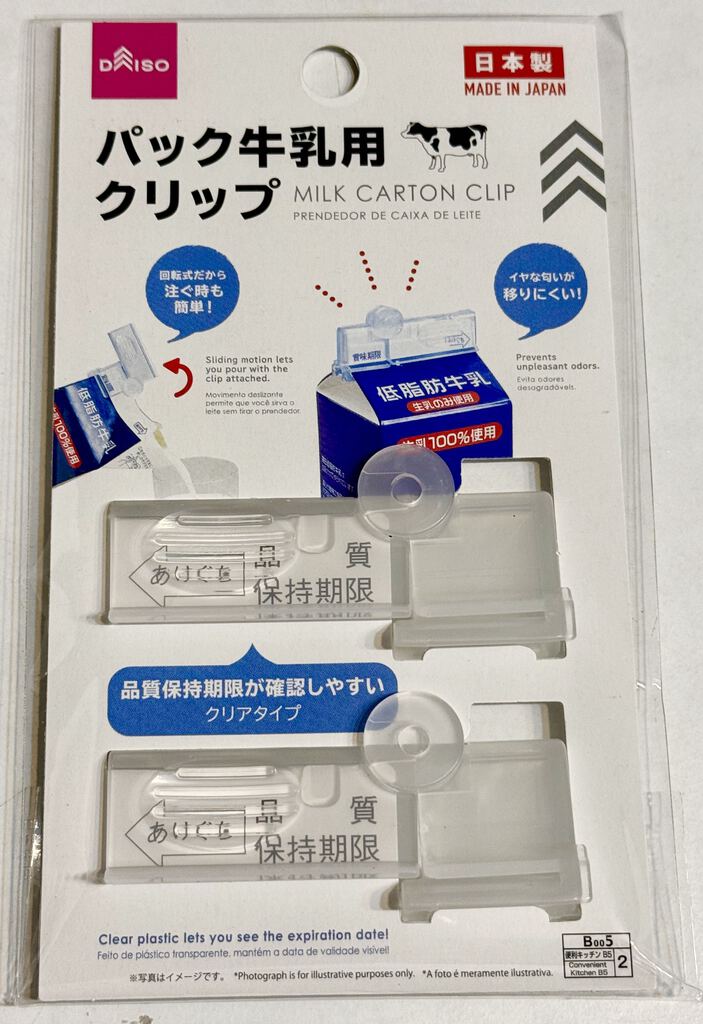 DAISO
日本製
MADE IN JAPAN
パック牛乳用
クリップ MILK CARTON CLIP
PRENDEDOR DE CAIXA DE LEITE
回転式だから
注ぐ時も
簡単!
イヤな匂いが
移りにくい!
Sliding motion lets
you pour with the
clip attached.
Movimento deslizante
permite que você sirva o
leite sem tirar o prendedor.
Prevents
unpleasant odors.
Evita odores
desagradáveis.
賞味期限
低脂肪牛乳
生乳のみ使用
生乳100%使用
低脂肪牛乳
乳100%使用
あけぐち
品質
保持期限
品質保持期限が確認しやすい
クリアタイプ
あけぐち
品質
保持期限
Clear plastic lets you see the expiration date!
Feito de plástico transparente, mantém a data de validade visível!
※写真はイメージです。 *Photograph is for illustrative purposes only. *A foto é meramente ilustrativa.
B005
便利キッチン B5
Convenient
Kitchen B5
2